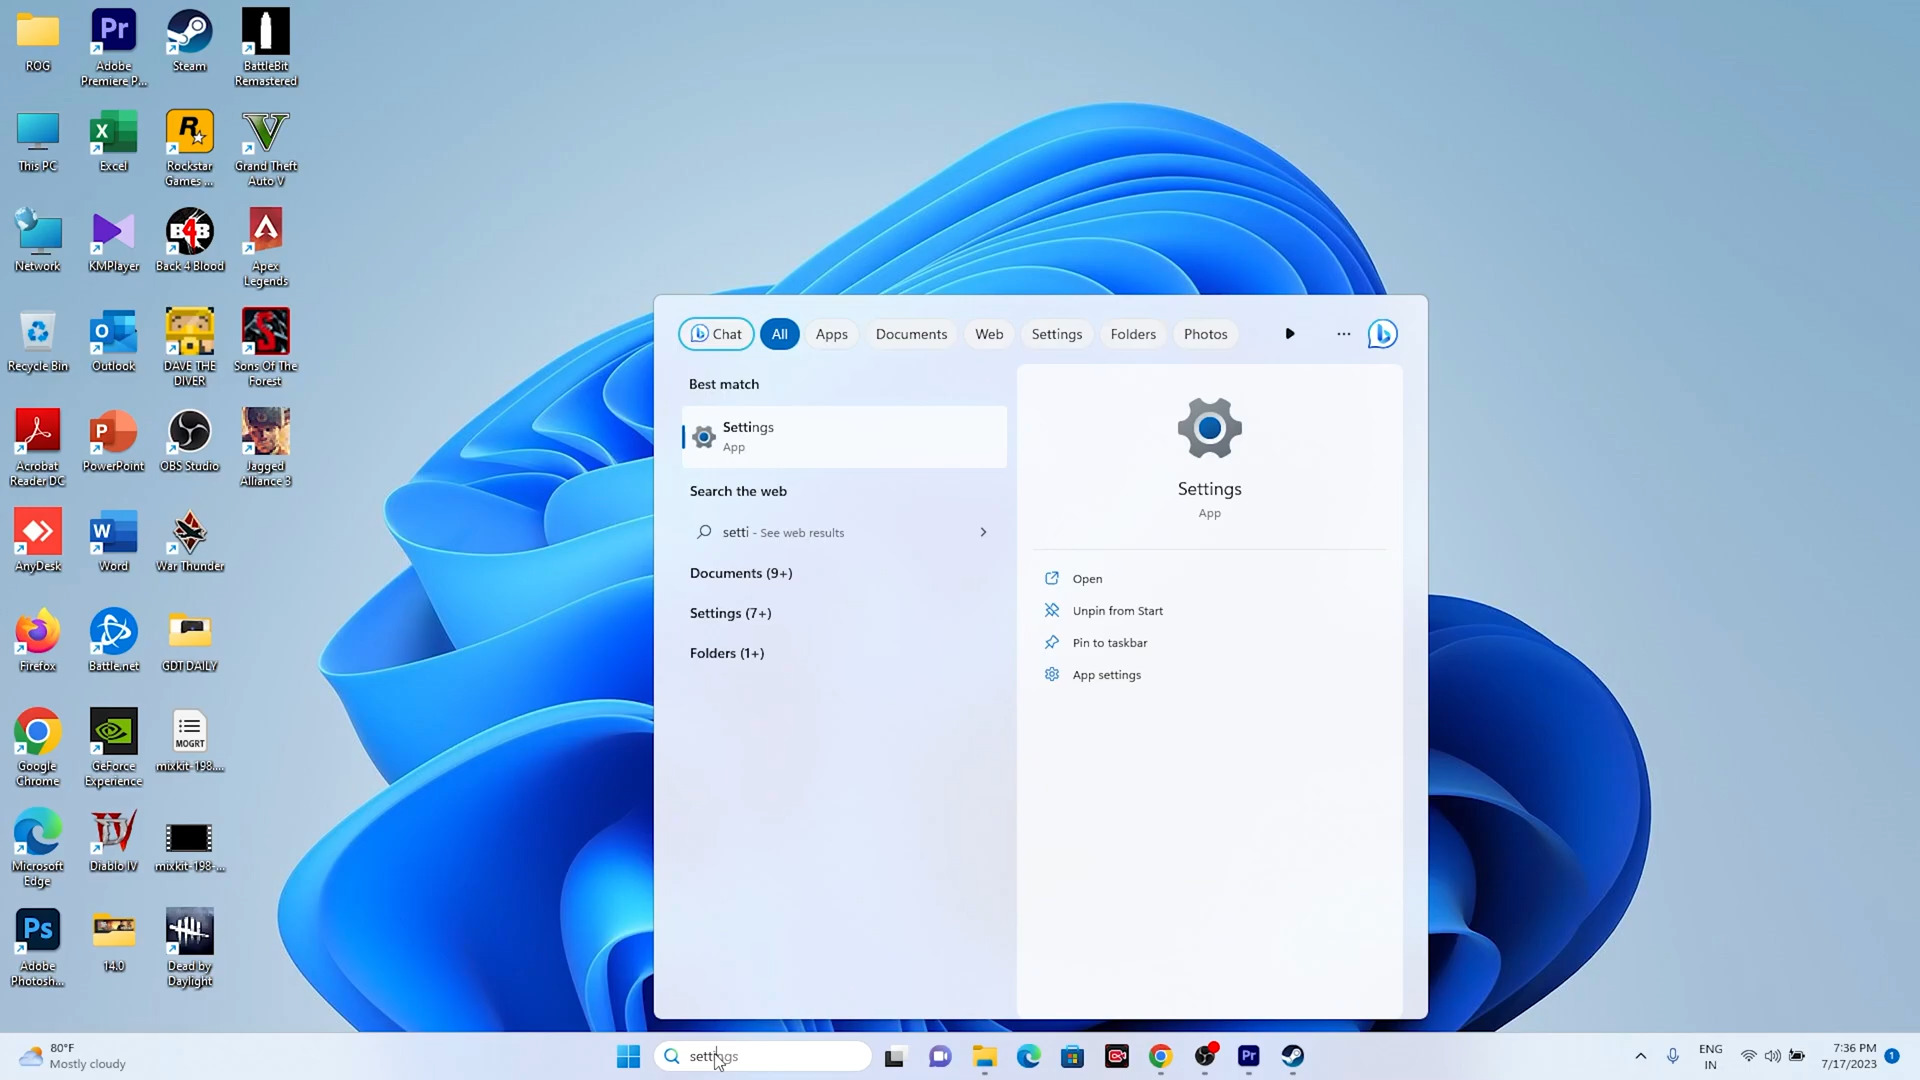 ROG
Adobe
Premiere P...
Steam
BattleBit
Remastered
This PC
Excel
Rockstar
Games ...
Grand Theft
Auto V
Network
KMPlayer
Back 4 Blood
Apex
Legends
Recycle Bin
Outlook
DAVE THE
DIVER
Sons Of The
Forest
Acrobat
Reader DC
PowerPoint
OBS Studio
Jagged
Alliance 3
AnyDesk
Word
War Thunder
Firefox
Battle.net
GDT DAILY
Google
Chrome
GeForce
Experience
MOGRT
mixkit-198....
Microsoft
Edge
Diablo IV
mixkit-198-...
Adobe
Photosh...
14.0
Dead by
Daylight
Chat
All
Apps
Documents
Web
Settings
Folders
Photos
Best match
Settings
App
Search the web
setti - See web results
Documents (9+)
Settings (7+)
Folders (1+)
Settings
App
Open
Unpin from Start
Pin to taskbar
App settings
80°F
Mostly cloudy
settings
ENG
IN
7:36 PM
7/17/2023
1